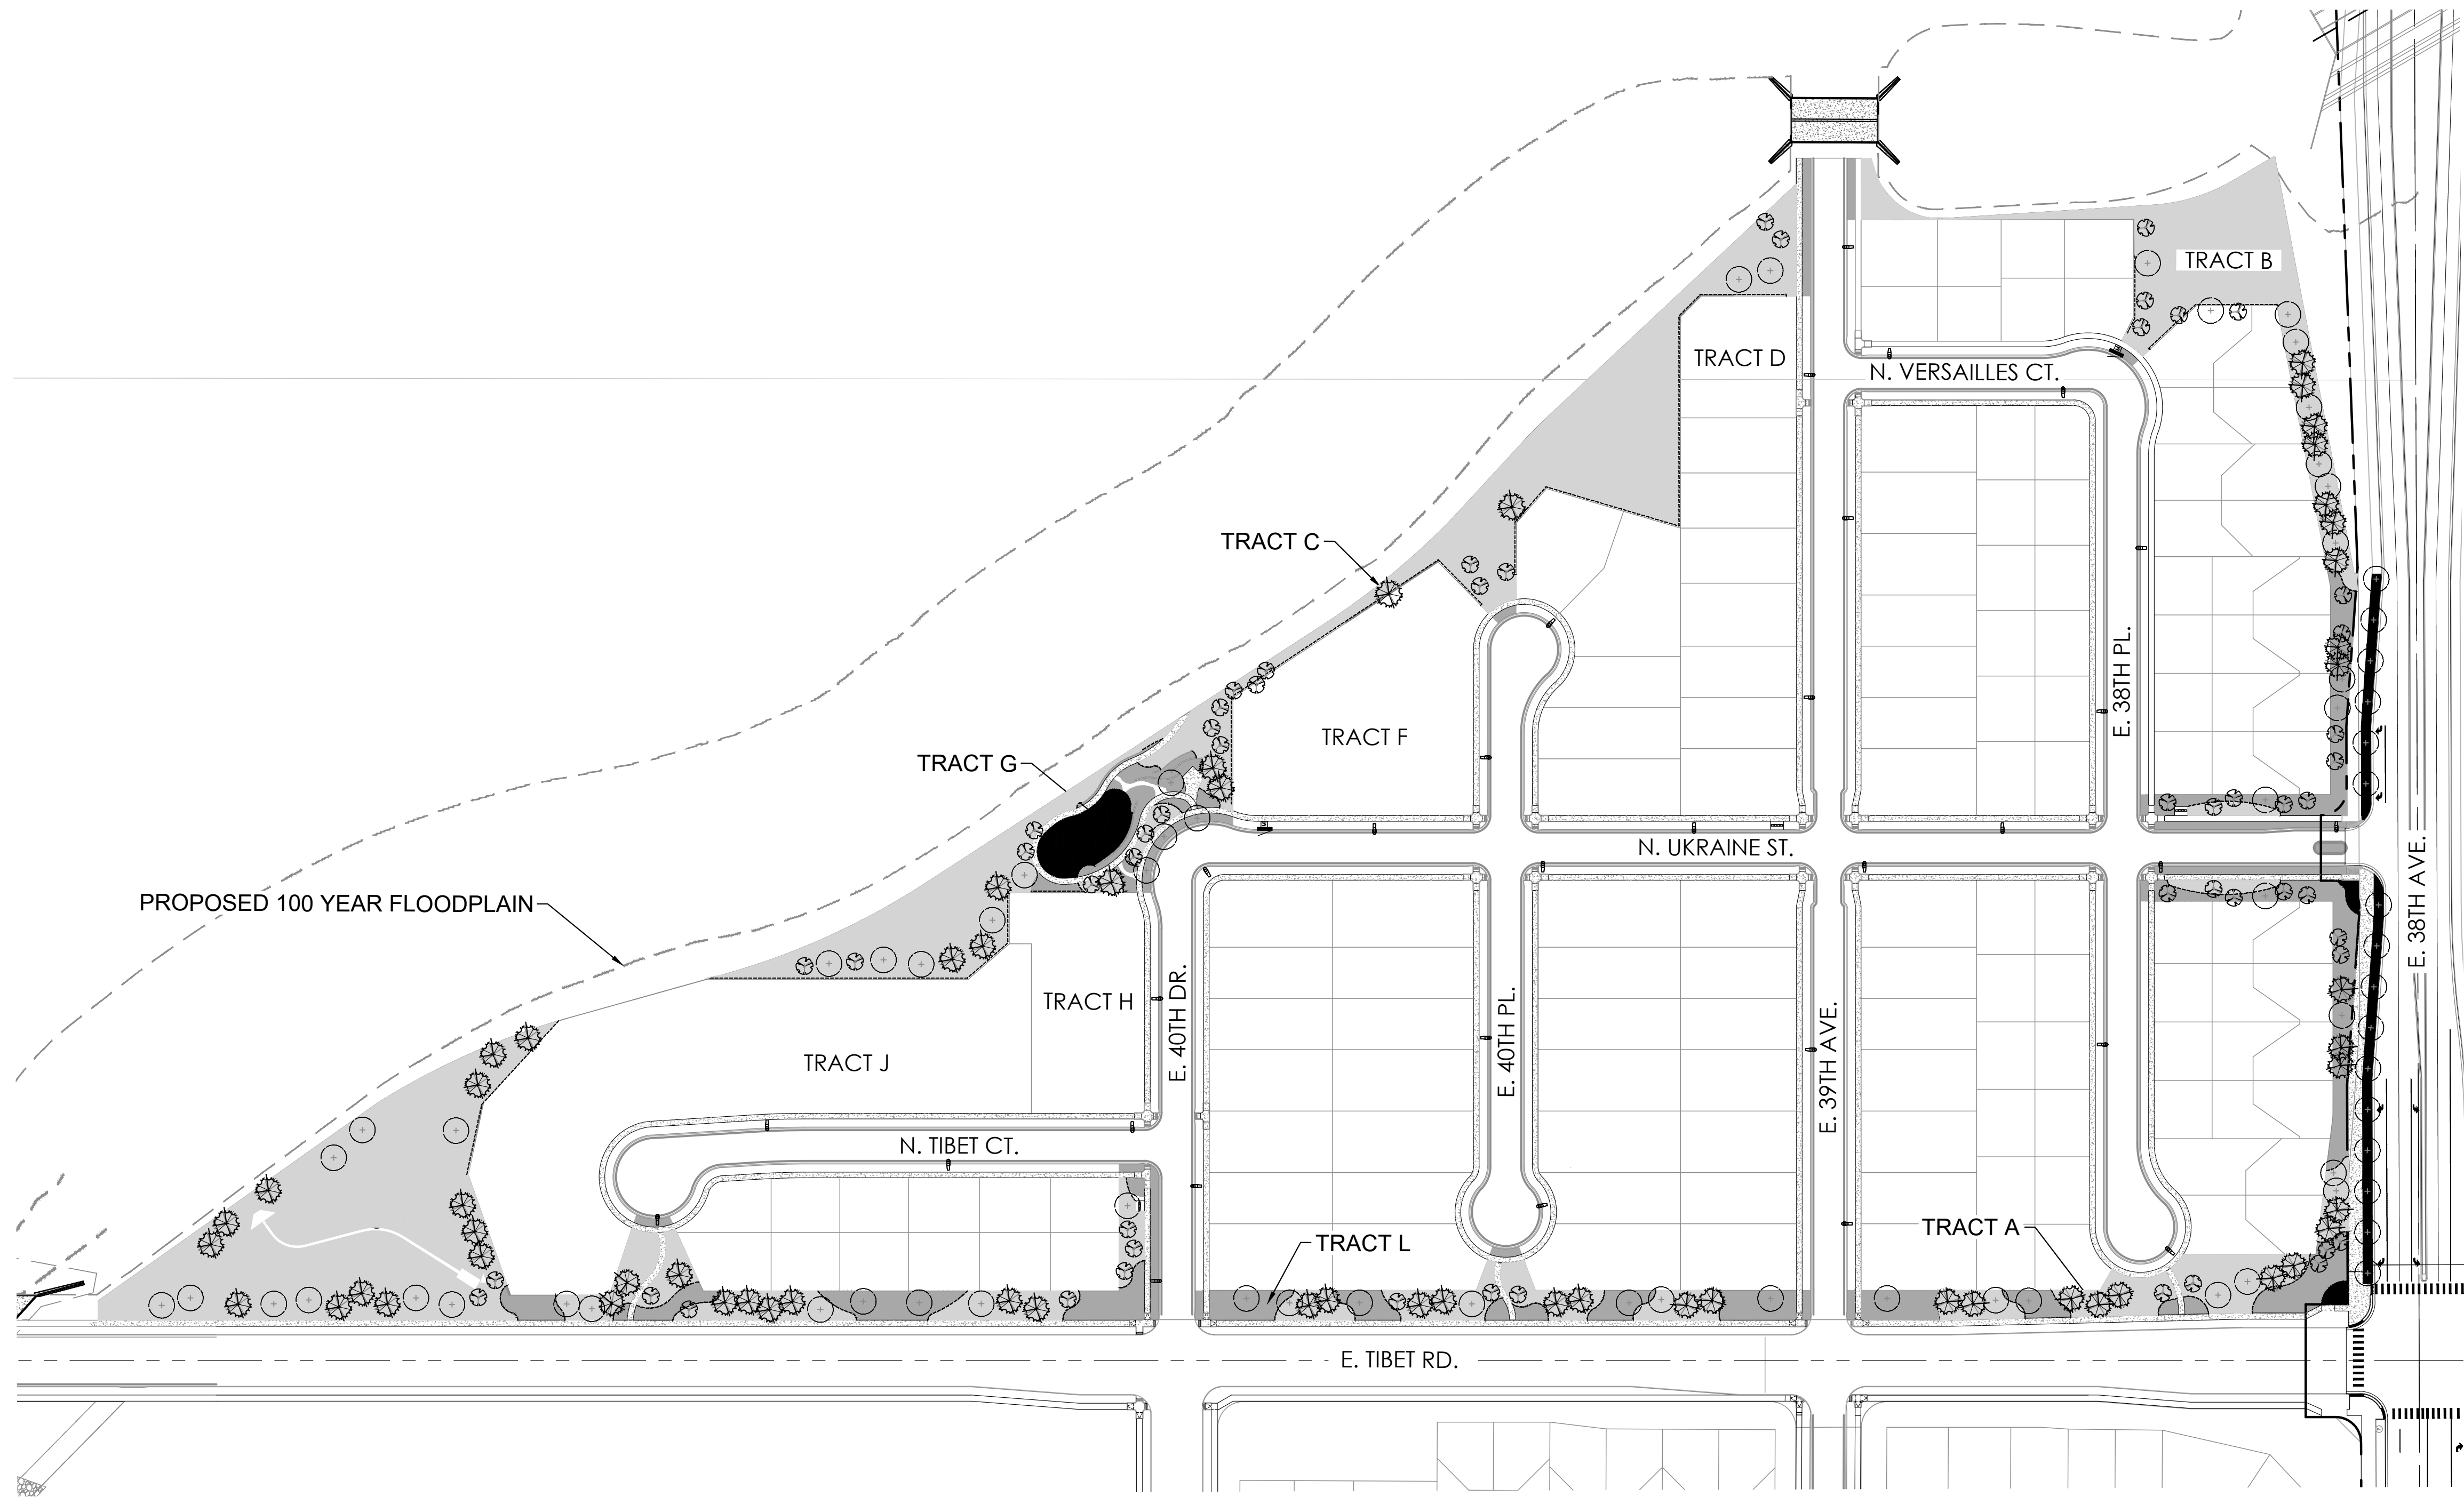 TRACT B
TRACT D
N. VERSAILLES CT.
TRACT C
E. 38TH PL.
TRACT F
TRACT G
N. UKRAINE ST.
E. 38TH AVE.
PROPOSED 100 YEAR FLOODPLAIN
TRACT H
E. 40TH DR.
E. 40TH PL.
E. 39TH AVE.
TRACT J
N. TIBET CT.
TRACT A
TRACT L
E. TIBET RD.